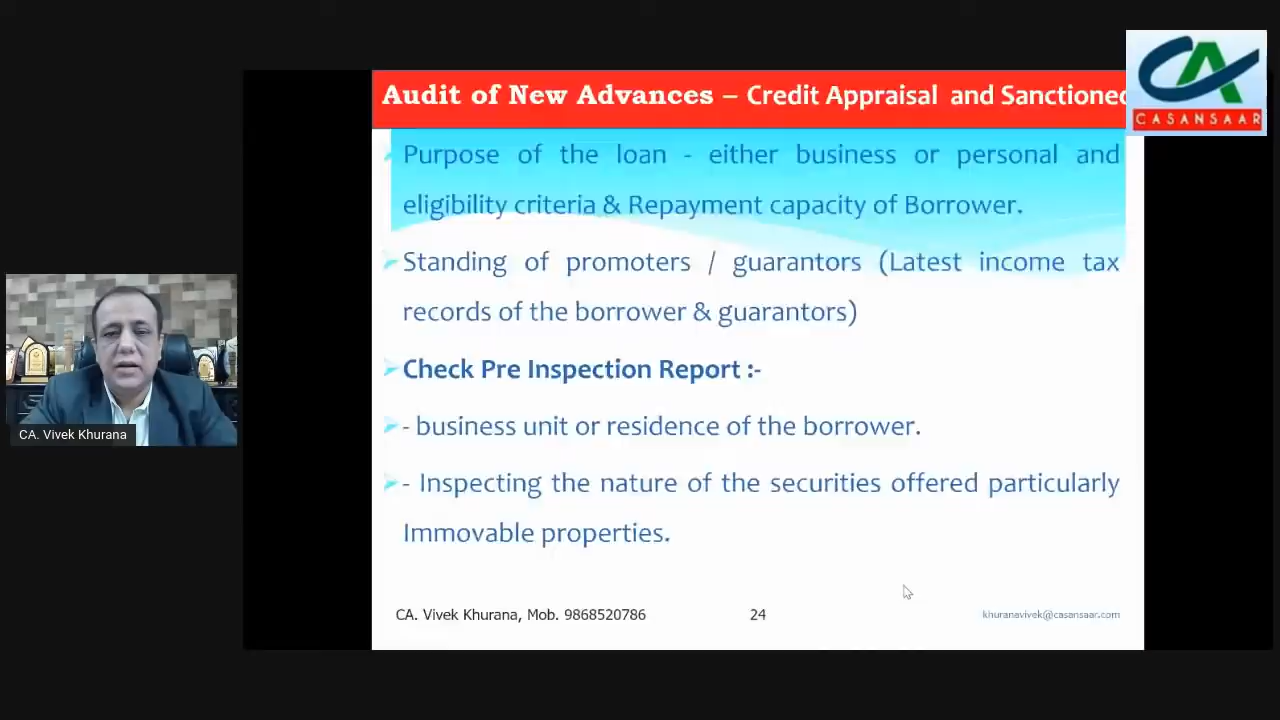 Audit of New Advances – Credit Appraisal and Sanctioned
CASANSAAR
Purpose of the loan - either business or personal and
eligibility criteria & Repayment capacity of Borrower.
Standing of promoters / guarantors (Latest income tax
records of the borrower & guarantors)
Check Pre Inspection Report :-
- business unit or residence of the borrower.
- Inspecting the nature of the securities offered particularly
Immovable properties.
CA. Vivek Khurana
CA. Vivek Khurana, Mob. 9868520786
24
khuranavivek@casansaar.com